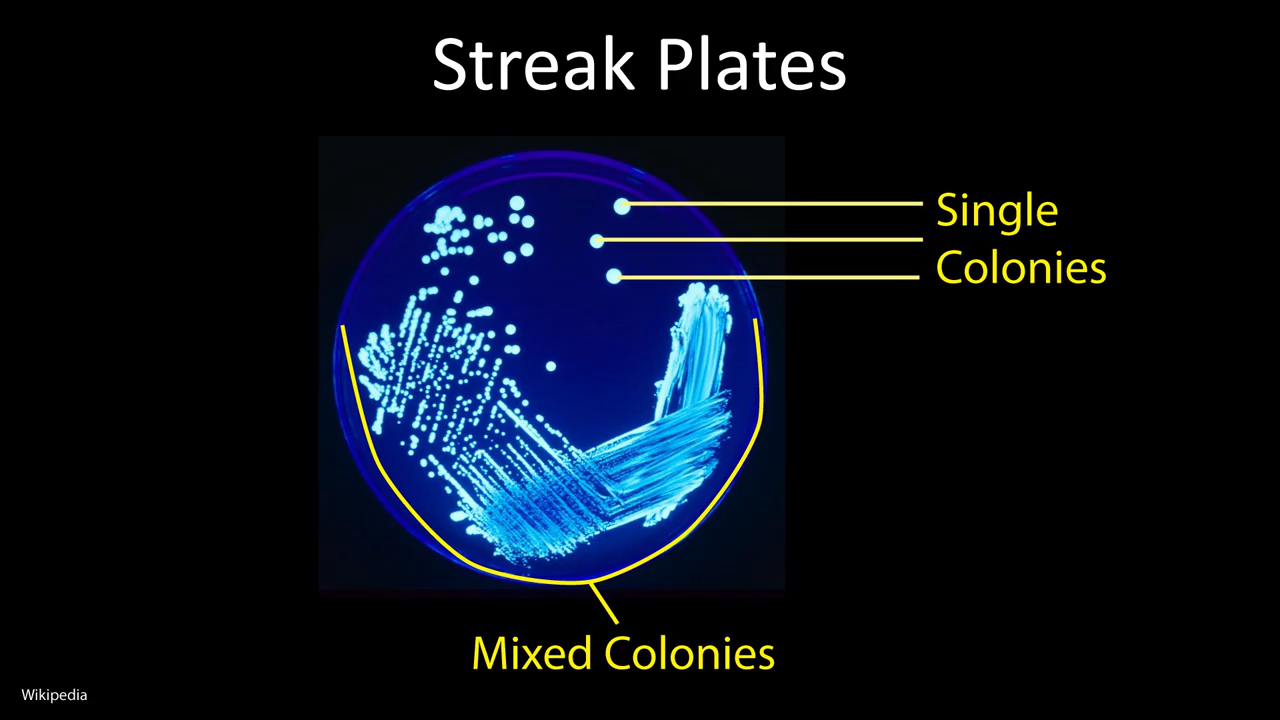 Streak Plates
Single
Colonies
Mixed Colonies
Wikipedia